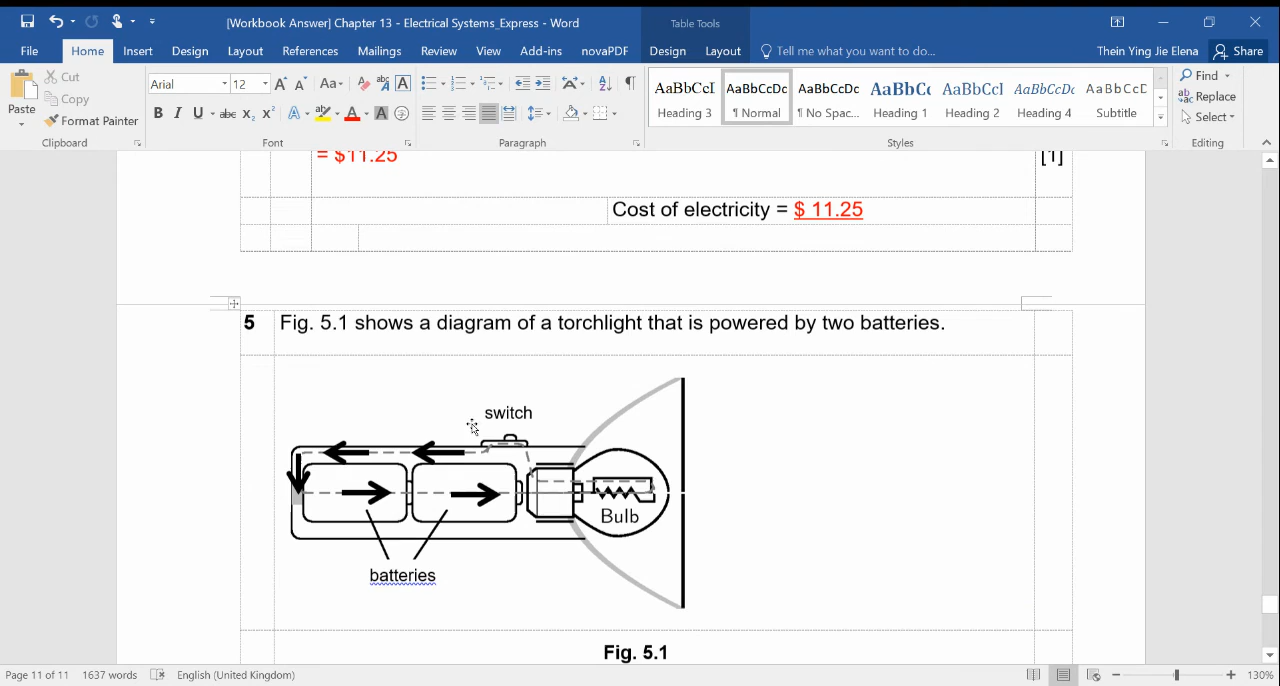 [Workbook Answer] Chapter 13 - Electrical Systems_Express - Word
Table Tools
File Home Insert Design Layout References Mailings Review View Add-ins novaPDF Design Layout Tell me what you want to do... Thein Ying Jie Elena Share
Paste
Cut
Copy
Format Painter
Clipboard
Arial 12
Font
Paragraph
AaBbCcI AaBbCcDc AaBbCcDc AaBbCc AaBbCcI AaBbCcDc AaBbCcD
Heading 3 ¶ Normal ¶ No Spac... Heading 1 Heading 2 Heading 4 Subtitle
Styles
Find
Replace
Select
Editing
= $11.25 [1]
Cost of electricity = $ 11.25
5 Fig. 5.1 shows a diagram of a torchlight that is powered by two batteries.
switch
Bulb
batteries
Fig. 5.1
Page 11 of 11 1637 words English (United Kingdom) 130%